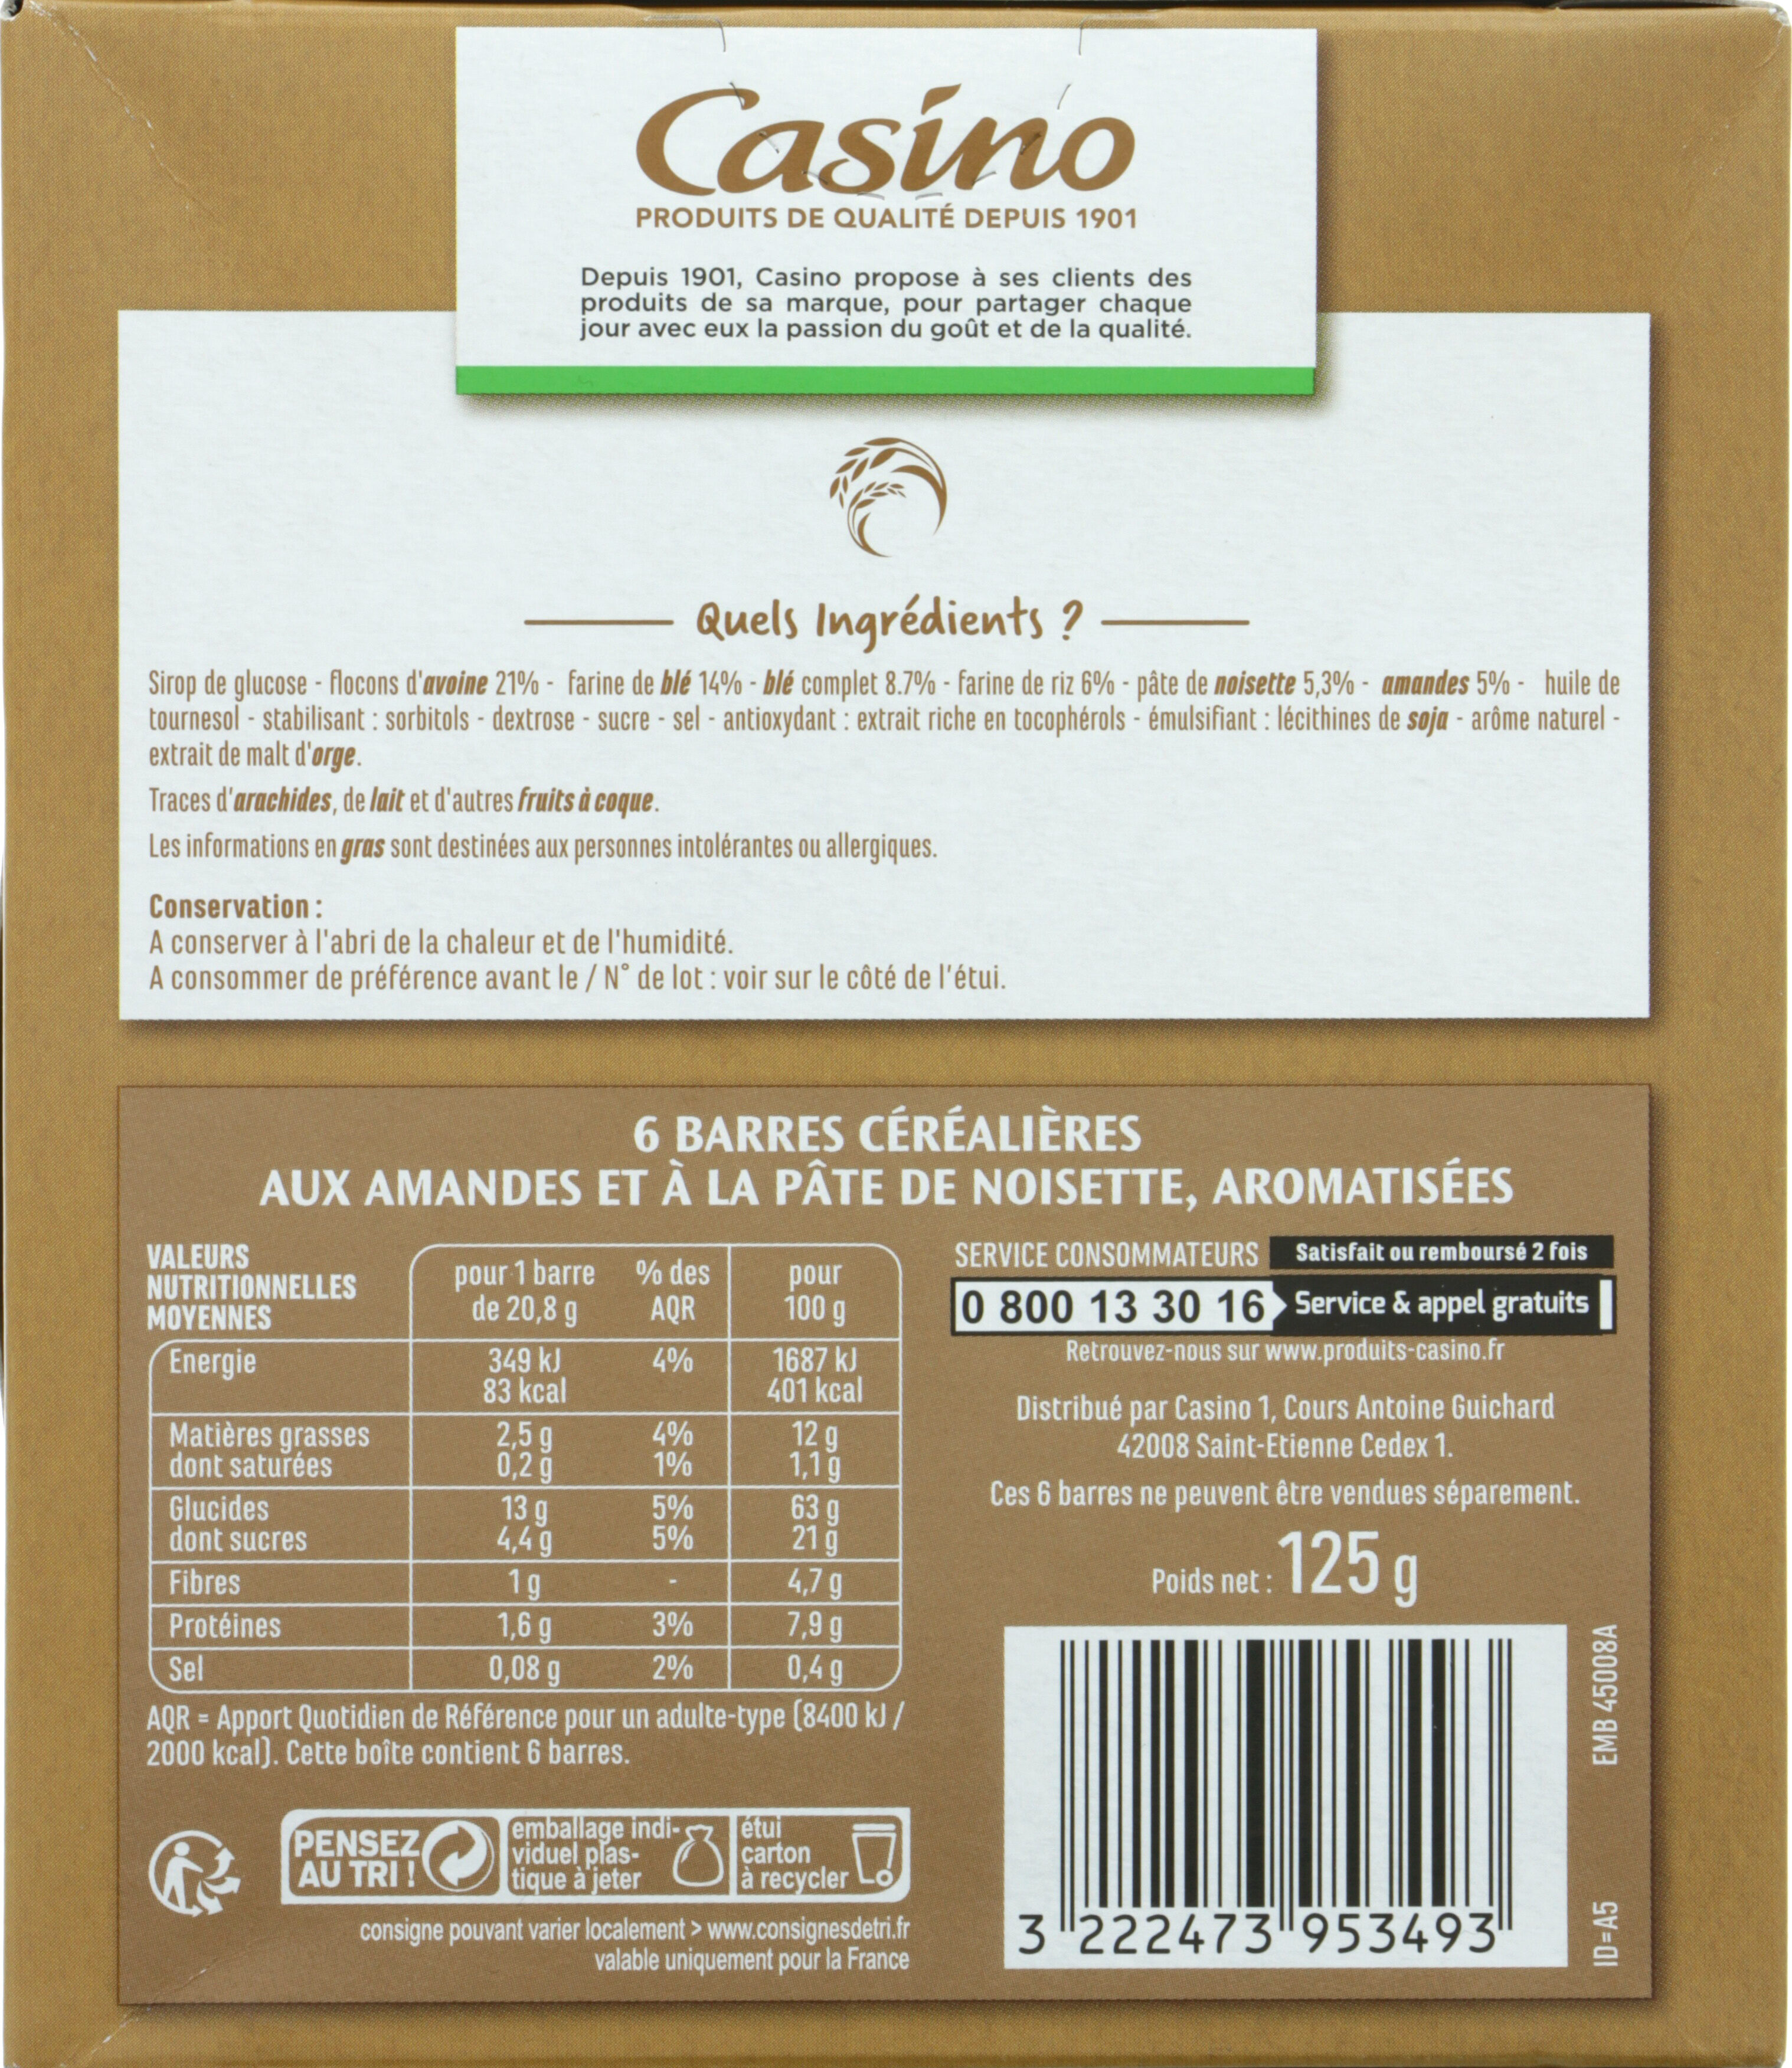 Casino
PRODUITS DE QUALITÉ DEPUIS 1901
Depuis 1901, Casino propose à ses clients des
produits de sa marque, pour partager chaque
jour avec eux la passion du goût et de la qualité.
Quels Ingrédients ?
Sirop de glucose - flocons d'avoine 21% - farine de blé 14% - blé complet 8.7% - farine de riz 6% - pâte de noisette 5,3% - amandes 5% - huile de
tournesol - stabilisant : sorbitols - dextrose - sucre - sel - antioxydant : extrait riche en tocophérols - émulsifiant : lécithines de soja - arôme naturel -
extrait de malt d'orge.
Traces d'arachides, de lait et d'autres fruits à coque.
Les informations en gras sont destinées aux personnes intolérantes ou allergiques.
Conservation :
A conserver à l'abri de la chaleur et de l'humidité.
A consommer de préférence avant le / N° de lot : voir sur le côté de l'étui.
6 BARRES CÉRÉALIÈRES
AUX AMANDES ET À LA PÂTE DE NOISETTE, AROMATISÉES
VALEURS
NUTRITIONNELLES
MOYENNES
pour 1 barre % des pour
de 20,8 g AQR 100 g
Energie 349 kJ 4% 1687 kJ
83 kcal 401 kcal
Matières grasses 2,5 g 4% 12 g
dont saturées 0,2 g 1% 1,1 g
Glucides 13 g 5% 63 g
dont sucres 4,4 g 5% 21 g
Fibres 1 g - 4,7 g
Protéines 1,6 g 3% 7,9 g
Sel 0,08 g 2% 0,4 g
AQR = Apport Quotidien de Référence pour un adulte-type (8400 kJ /
2000 kcal). Cette boîte contient 6 barres.
PENSEZ
AU TRI !
emballage indi-
viduel plas-
tique à jeter
étui
carton
à recycler
consigne pouvant varier localement > www.consignesdetri.fr
valable uniquement pour la France
SERVICE CONSOMMATEURS Satisfait ou remboursé 2 fois
0 800 13 30 16 Service & appel gratuits
Retrouvez-nous sur www.produits-casino.fr
Distribué par Casino 1, Cours Antoine Guichard
42008 Saint-Etienne Cedex 1.
Ces 6 barres ne peuvent être vendues séparement.
Poids net : 125 g
3 222473 953493
EMB 45008A
ID=A5